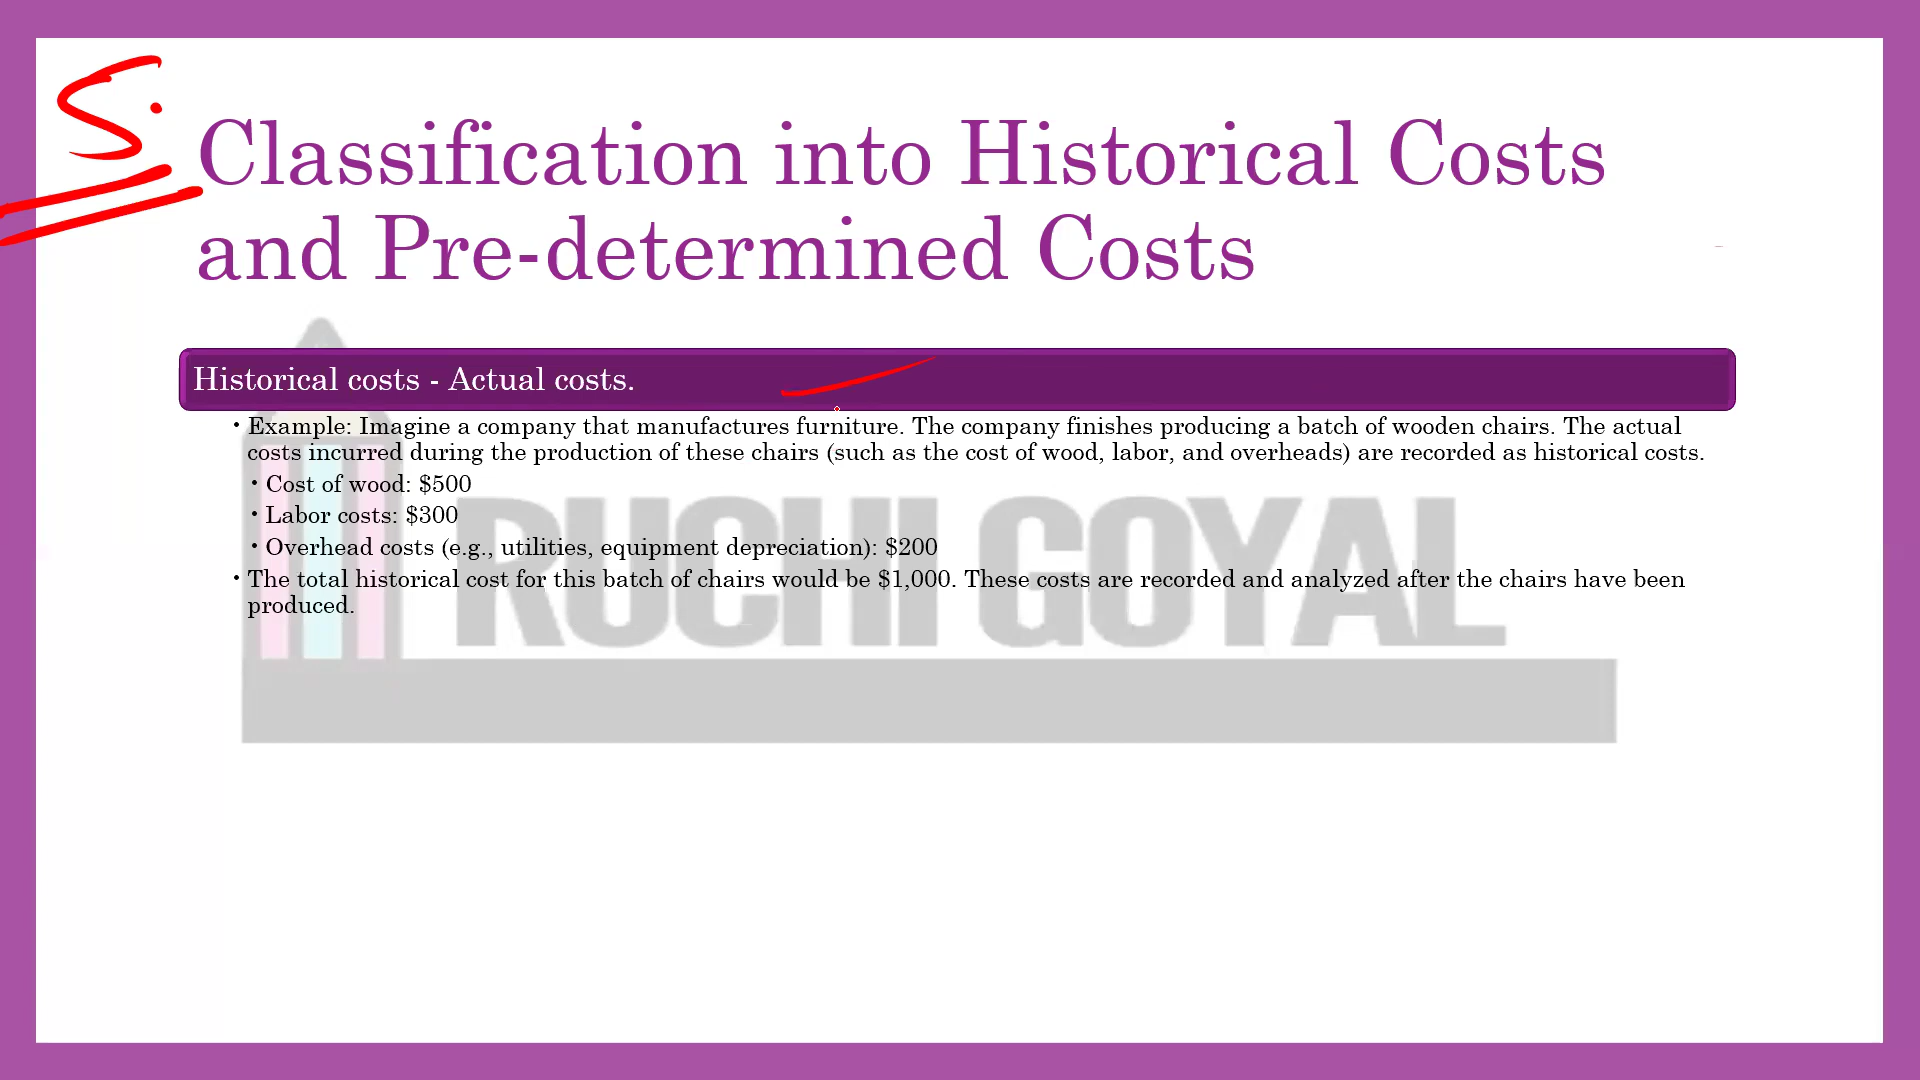 5.
Classification into Historical Costs
and Pre-determined Costs
Historical costs - Actual costs.
• Example: Imagine a company that manufactures furniture. The company finishes producing a batch of wooden chairs. The actual
costs incurred during the production of these chairs (such as the cost of wood, labor, and overheads) are recorded as historical costs.
• Cost of wood: $500
• Labor costs: $300
• Overhead costs (e.g., utilities, equipment depreciation): $200
• The total historical cost for this batch of chairs would be $1,000. These costs are recorded and analyzed after the chairs have been
produced.
RUCHI GOYAL